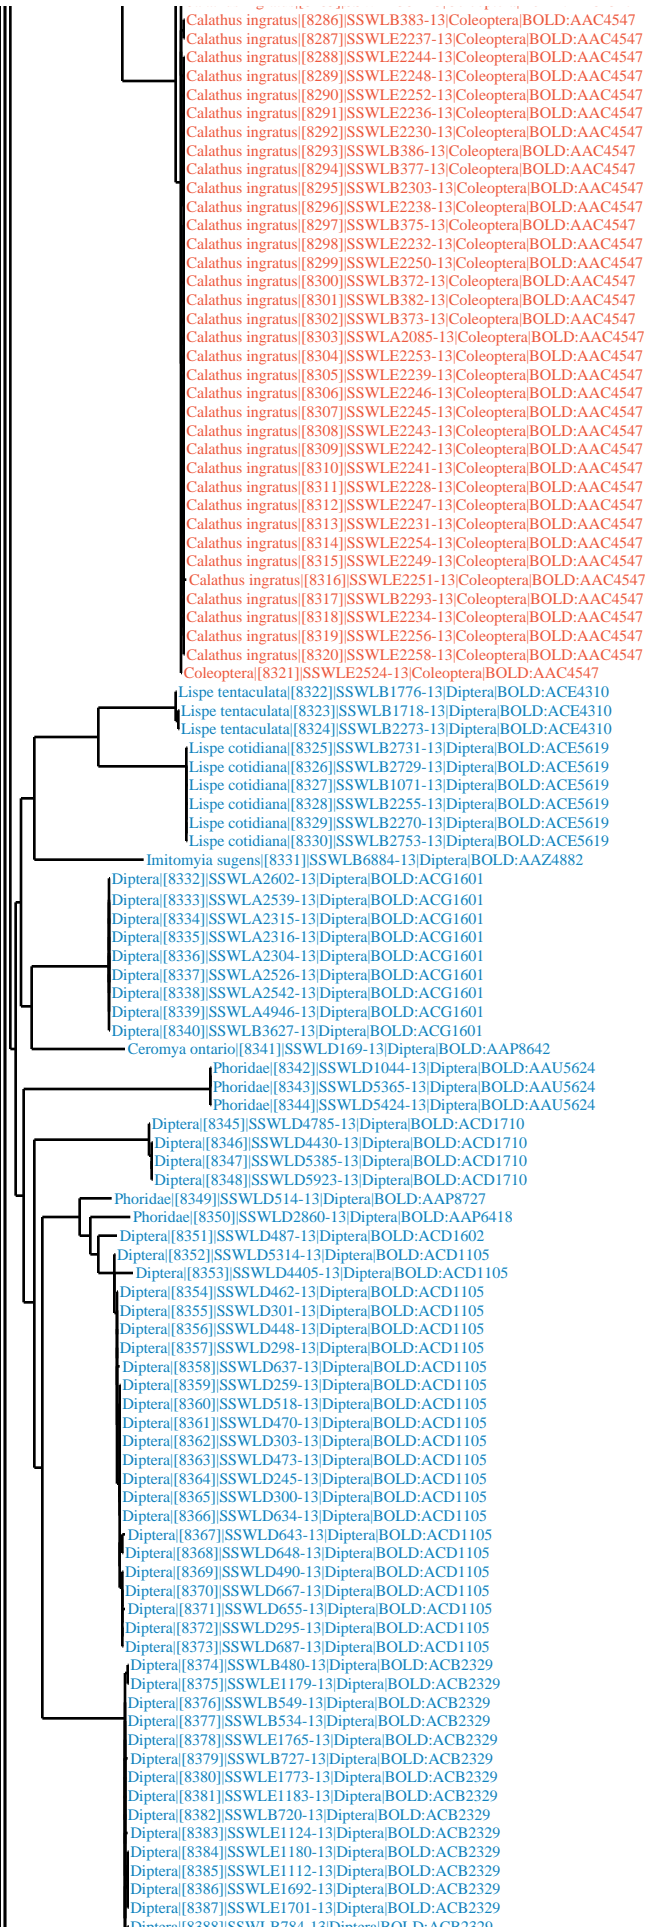 Calathus ingratus|[8286]|SSWLB383-13|Coleoptera|BOLD:AAC4547
Calathus ingratus|[8287]|SSWLE2237-13|Coleoptera|BOLD:AAC4547
Calathus ingratus|[8288]|SSWLE2244-13|Coleoptera|BOLD:AAC4547
Calathus ingratus|[8289]|SSWLE2248-13|Coleoptera|BOLD:AAC4547
Calathus ingratus|[8290]|SSWLE2252-13|Coleoptera|BOLD:AAC4547
Calathus ingratus|[8291]|SSWLE2236-13|Coleoptera|BOLD:AAC4547
Calathus ingratus|[8292]|SSWLE2230-13|Coleoptera|BOLD:AAC4547
Calathus ingratus|[8293]|SSWLB386-13|Coleoptera|BOLD:AAC4547
Calathus ingratus|[8294]|SSWLB377-13|Coleoptera|BOLD:AAC4547
Calathus ingratus|[8295]|SSWLB2303-13|Coleoptera|BOLD:AAC4547
Calathus ingratus|[8296]|SSWLE2238-13|Coleoptera|BOLD:AAC4547
Calathus ingratus|[8297]|SSWLB375-13|Coleoptera|BOLD:AAC4547
Calathus ingratus|[8298]|SSWLE2232-13|Coleoptera|BOLD:AAC4547
Calathus ingratus|[8299]|SSWLE2250-13|Coleoptera|BOLD:AAC4547
Calathus ingratus|[8300]|SSWLB372-13|Coleoptera|BOLD:AAC4547
Calathus ingratus|[8301]|SSWLB382-13|Coleoptera|BOLD:AAC4547
Calathus ingratus|[8302]|SSWLB373-13|Coleoptera|BOLD:AAC4547
Calathus ingratus|[8303]|SSWLA2085-13|Coleoptera|BOLD:AAC4547
Calathus ingratus|[8304]|SSWLE2253-13|Coleoptera|BOLD:AAC4547
Calathus ingratus|[8305]|SSWLE2239-13|Coleoptera|BOLD:AAC4547
Calathus ingratus|[8306]|SSWLE2246-13|Coleoptera|BOLD:AAC4547
Calathus ingratus|[8307]|SSWLE2245-13|Coleoptera|BOLD:AAC4547
Calathus ingratus|[8308]|SSWLE2243-13|Coleoptera|BOLD:AAC4547
Calathus ingratus|[8309]|SSWLE2242-13|Coleoptera|BOLD:AAC4547
Calathus ingratus|[8310]|SSWLE2241-13|Coleoptera|BOLD:AAC4547
Calathus ingratus|[8311]|SSWLE2228-13|Coleoptera|BOLD:AAC4547
Calathus ingratus|[8312]|SSWLE2247-13|Coleoptera|BOLD:AAC4547
Calathus ingratus|[8313]|SSWLE2231-13|Coleoptera|BOLD:AAC4547
Calathus ingratus|[8314]|SSWLE2254-13|Coleoptera|BOLD:AAC4547
Calathus ingratus|[8315]|SSWLE2249-13|Coleoptera|BOLD:AAC4547
Calathus ingratus|[8316]|SSWLE2251-13|Coleoptera|BOLD:AAC4547
Calathus ingratus|[8317]|SSWLB2293-13|Coleoptera|BOLD:AAC4547
Calathus ingratus|[8318]|SSWLE2234-13|Coleoptera|BOLD:AAC4547
Calathus ingratus|[8319]|SSWLE2256-13|Coleoptera|BOLD:AAC4547
Calathus ingratus|[8320]|SSWLE2258-13|Coleoptera|BOLD:AAC4547
Coleoptera|[8321]|SSWLE2524-13|Coleoptera|BOLD:AAC4547
Lispe tentaculata|[8322]|SSWLB1776-13|Diptera|BOLD:ACE4310
Lispe tentaculata|[8323]|SSWLB1718-13|Diptera|BOLD:ACE4310
Lispe tentaculata|[8324]|SSWLB2273-13|Diptera|BOLD:ACE4310
Lispe cotidiana|[8325]|SSWLB2731-13|Diptera|BOLD:ACE5619
Lispe cotidiana|[8326]|SSWLB2729-13|Diptera|BOLD:ACE5619
Lispe cotidiana|[8327]|SSWLB1071-13|Diptera|BOLD:ACE5619
Lispe cotidiana|[8328]|SSWLB2255-13|Diptera|BOLD:ACE5619
Lispe cotidiana|[8329]|SSWLB2270-13|Diptera|BOLD:ACE5619
Lispe cotidiana|[8330]|SSWLB2753-13|Diptera|BOLD:ACE5619
Imitomyia sugens|[8331]|SSWLB6884-13|Diptera|BOLD:AAZ4882
Diptera|[8332]|SSWLA2602-13|Diptera|BOLD:ACG1601
Diptera|[8333]|SSWLA2539-13|Diptera|BOLD:ACG1601
Diptera|[8334]|SSWLA2315-13|Diptera|BOLD:ACG1601
Diptera|[8335]|SSWLA2316-13|Diptera|BOLD:ACG1601
Diptera|[8336]|SSWLA2304-13|Diptera|BOLD:ACG1601
Diptera|[8337]|SSWLA2526-13|Diptera|BOLD:ACG1601
Diptera|[8338]|SSWLA2542-13|Diptera|BOLD:ACG1601
Diptera|[8339]|SSWLA4946-13|Diptera|BOLD:ACG1601
Diptera|[8340]|SSWLB3627-13|Diptera|BOLD:ACG1601
Ceromya ontario|[8341]|SSWLD169-13|Diptera|BOLD:AAP8642
Phoridae|[8342]|SSWLD1044-13|Diptera|BOLD:AAU5624
Phoridae|[8343]|SSWLD5365-13|Diptera|BOLD:AAU5624
Phoridae|[8344]|SSWLD5424-13|Diptera|BOLD:AAU5624
Diptera|[8345]|SSWLD4785-13|Diptera|BOLD:ACD1710
Diptera|[8346]|SSWLD4430-13|Diptera|BOLD:ACD1710
Diptera|[8347]|SSWLD5385-13|Diptera|BOLD:ACD1710
Diptera|[8348]|SSWLD5923-13|Diptera|BOLD:ACD1710
Phoridae|[8349]|SSWLD514-13|Diptera|BOLD:AAP8727
Phoridae|[8350]|SSWLD2860-13|Diptera|BOLD:AAP6418
Diptera|[8351]|SSWLD487-13|Diptera|BOLD:ACD1602
Diptera|[8352]|SSWLD5314-13|Diptera|BOLD:ACD1105
Diptera|[8353]|SSWLD4405-13|Diptera|BOLD:ACD1105
Diptera|[8354]|SSWLD462-13|Diptera|BOLD:ACD1105
Diptera|[8355]|SSWLD301-13|Diptera|BOLD:ACD1105
Diptera|[8356]|SSWLD448-13|Diptera|BOLD:ACD1105
Diptera|[8357]|SSWLD298-13|Diptera|BOLD:ACD1105
Diptera|[8358]|SSWLD637-13|Diptera|BOLD:ACD1105
Diptera|[8359]|SSWLD259-13|Diptera|BOLD:ACD1105
Diptera|[8360]|SSWLD518-13|Diptera|BOLD:ACD1105
Diptera|[8361]|SSWLD470-13|Diptera|BOLD:ACD1105
Diptera|[8362]|SSWLD303-13|Diptera|BOLD:ACD1105
Diptera|[8363]|SSWLD473-13|Diptera|BOLD:ACD1105
Diptera|[8364]|SSWLD245-13|Diptera|BOLD:ACD1105
Diptera|[8365]|SSWLD300-13|Diptera|BOLD:ACD1105
Diptera|[8366]|SSWLD634-13|Diptera|BOLD:ACD1105
Diptera|[8367]|SSWLD643-13|Diptera|BOLD:ACD1105
Diptera|[8368]|SSWLD648-13|Diptera|BOLD:ACD1105
Diptera|[8369]|SSWLD490-13|Diptera|BOLD:ACD1105
Diptera|[8370]|SSWLD667-13|Diptera|BOLD:ACD1105
Diptera|[8371]|SSWLD655-13|Diptera|BOLD:ACD1105
Diptera|[8372]|SSWLD295-13|Diptera|BOLD:ACD1105
Diptera|[8373]|SSWLD687-13|Diptera|BOLD:ACD1105
Diptera|[8374]|SSWLB480-13|Diptera|BOLD:ACB2329
Diptera|[8375]|SSWLE1179-13|Diptera|BOLD:ACB2329
Diptera|[8376]|SSWLB549-13|Diptera|BOLD:ACB2329
Diptera|[8377]|SSWLB534-13|Diptera|BOLD:ACB2329
Diptera|[8378]|SSWLE1765-13|Diptera|BOLD:ACB2329
Diptera|[8379]|SSWLB727-13|Diptera|BOLD:ACB2329
Diptera|[8380]|SSWLE1773-13|Diptera|BOLD:ACB2329
Diptera|[8381]|SSWLE1183-13|Diptera|BOLD:ACB2329
Diptera|[8382]|SSWLB720-13|Diptera|BOLD:ACB2329
Diptera|[8383]|SSWLE1124-13|Diptera|BOLD:ACB2329
Diptera|[8384]|SSWLE1180-13|Diptera|BOLD:ACB2329
Diptera|[8385]|SSWLE1112-13|Diptera|BOLD:ACB2329
Diptera|[8386]|SSWLE1692-13|Diptera|BOLD:ACB2329
Diptera|[8387]|SSWLE1701-13|Diptera|BOLD:ACB2329
Diptera|[8388]|SSWLB784-13|Diptera|BOLD:ACB2329